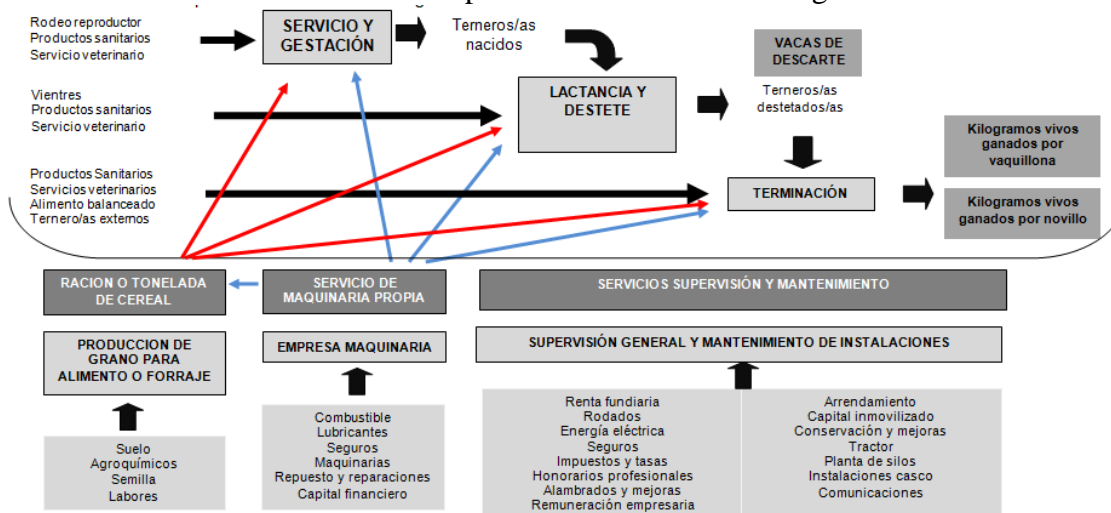 Rodeo reproductor
Productos sanitarios
Servicio veterinario
SERVICIO Y
GESTACIÓN
Terneros/as
nacidos
VACAS DE
DESCARTE
Vientres
Productos sanitarios
Servicio veterinario
LACTANCIA Y
DESTETE
Terneros/as
destetados/as
Kilogramos vivos
ganados por
vaquillona
Productos Sanitarios
Servicios veterinarios
Alimento balanceado
Ternero/as externos
TERMINACIÓN
Kilogramos vivos
ganados por novillo
RACION O TONELADA
DE CEREAL
SERVICIO DE
MAQUINARIA PROPIA
SERVICIOS SUPERVISIÓN Y MANTENIMIENTO
PRODUCCION DE
GRANO PARA
ALIMENTO O FORRAJE
EMPRESA MAQUINARIA
SUPERVISIÓN GENERAL Y MANTENIMIENTO DE INSTALACIONES
Suelo
Agroquímicos
Semilla
Labores
Combustible
Lubricantes
Seguros
Maquinarias
Repuesto y reparaciones
Capital financiero
Renta fundiaria
Rodados
Energía eléctrica
Seguros
Impuestos y tasas
Honorarios profesionales
Alambrados y mejoras
Remuneración empresaria
Arrendamiento
Capital inmovilizado
Conservación y mejoras
Tractor
Planta de silos
Instalaciones casco
Comunicaciones